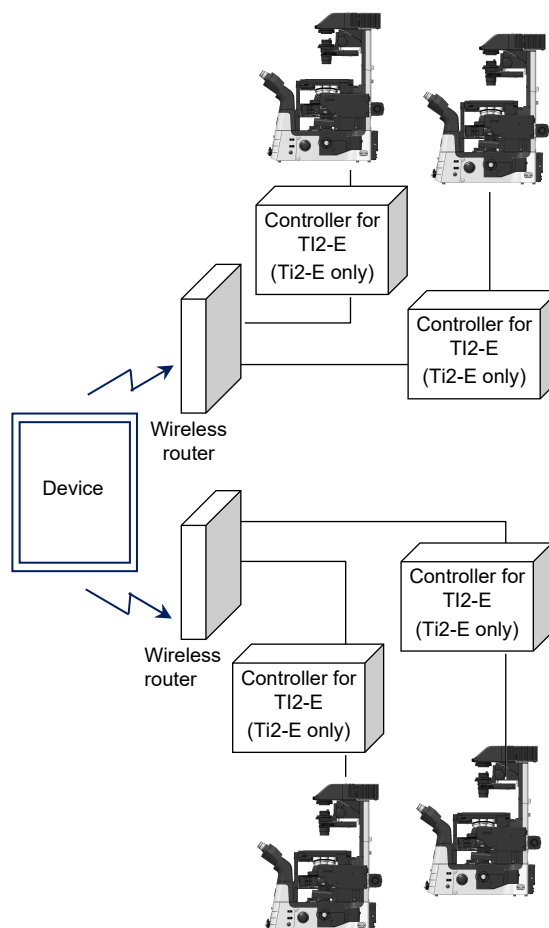 Controller for
TI2-E
(Ti2-E only)
Controller for
TI2-E
(Ti2-E only)
Wireless
router
Device
Controller for
TI2-E
(Ti2-E only)
Wireless
router
Controller for
TI2-E
(Ti2-E only)